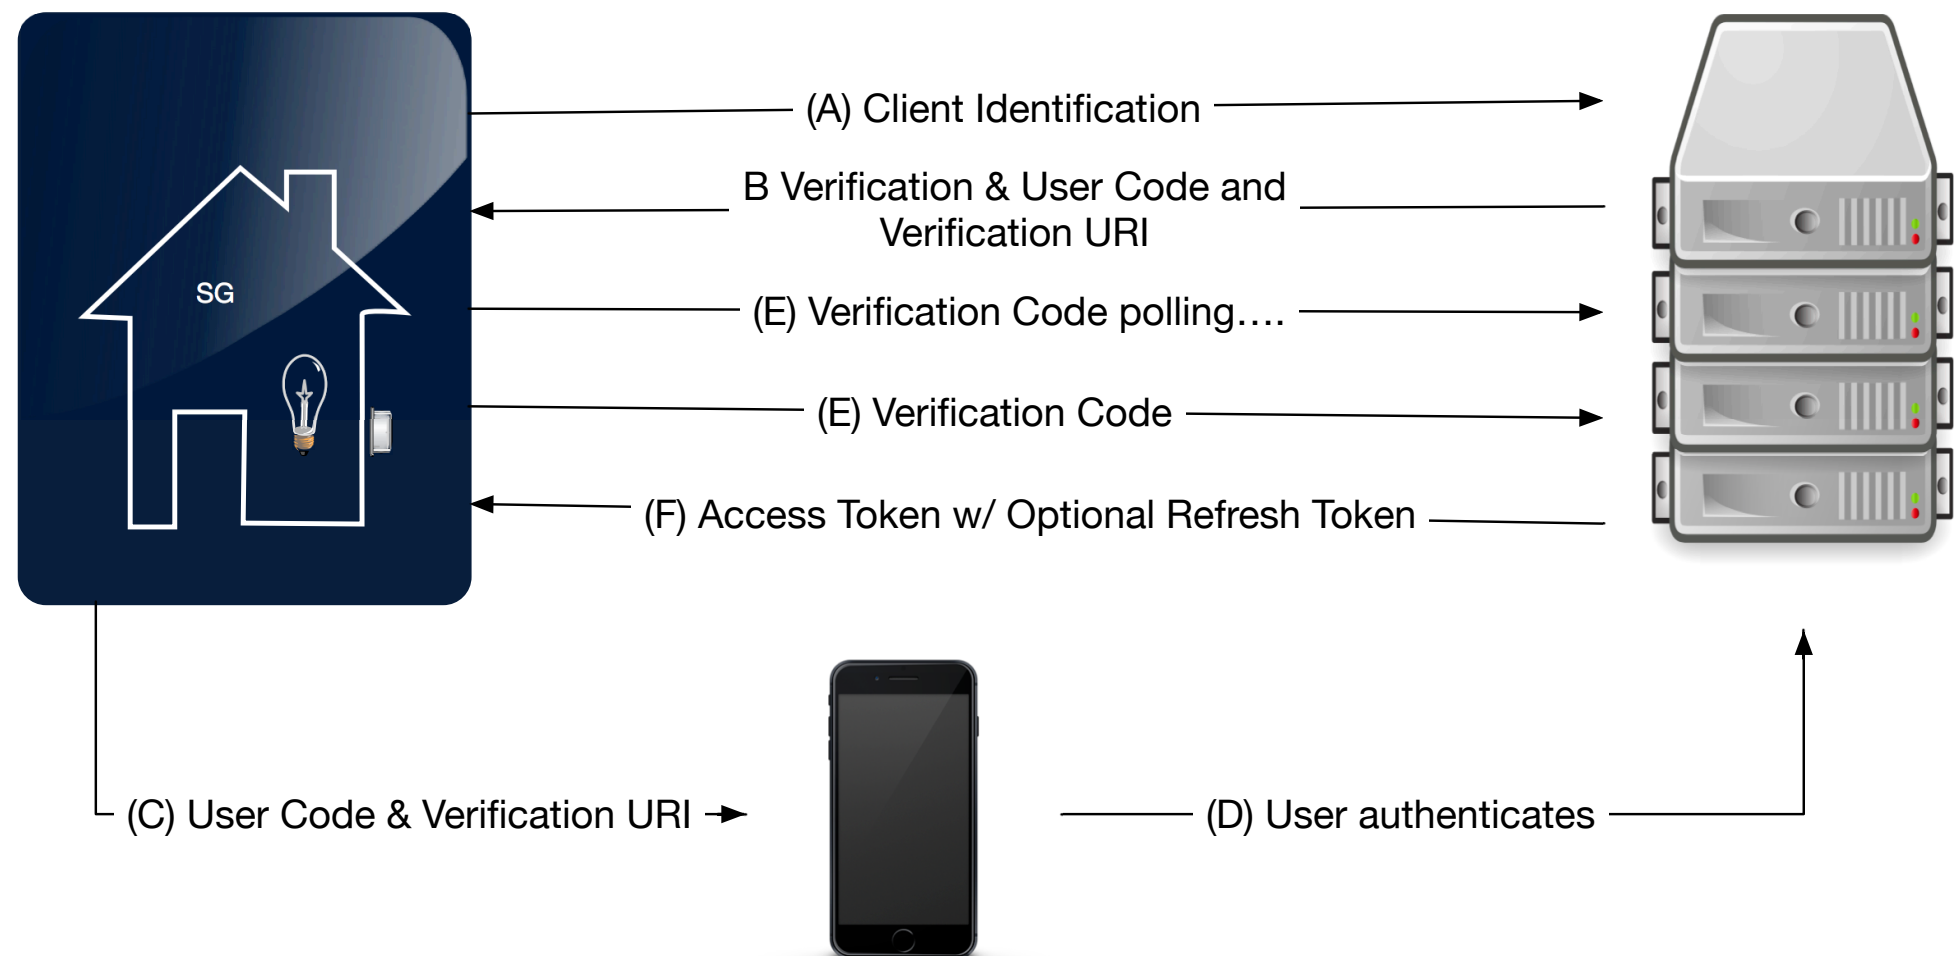 (A) Client Identification
B Verification & User Code and
Verification URI
SG
(E) Verification Code polling....
(E) Verification Code
(F) Access Token w/ Optional Refresh Token
(C) User Code & Verification URI
(D) User authenticates